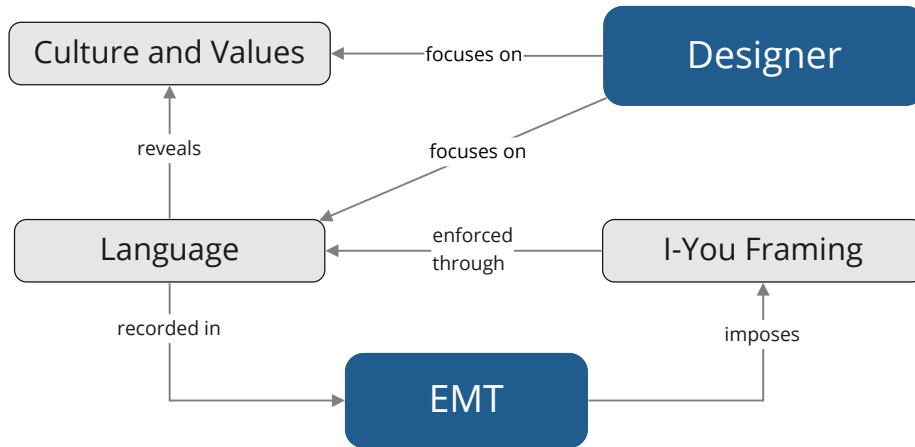 Culture and Values
focuses on
Designer
reveals
focuses on
Language
enforced
through
I-You Framing
recorded in
imposes
EMT